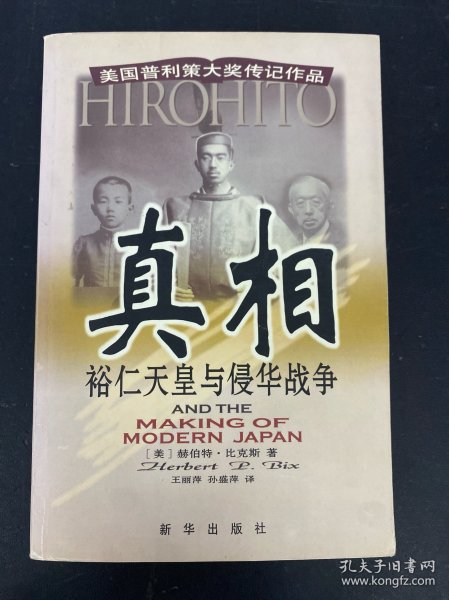 美国普利策大奖传记作品
HIROHITO
真相
裕仁天皇与侵华战争
AND THE
MAKING OF
MODERN JAPAN
[美]赫伯特·比克斯 著
Herbert P. Bix
王丽萍 孙盛萍 译
新华出版社
孔夫子旧书网
www.kongfz.com